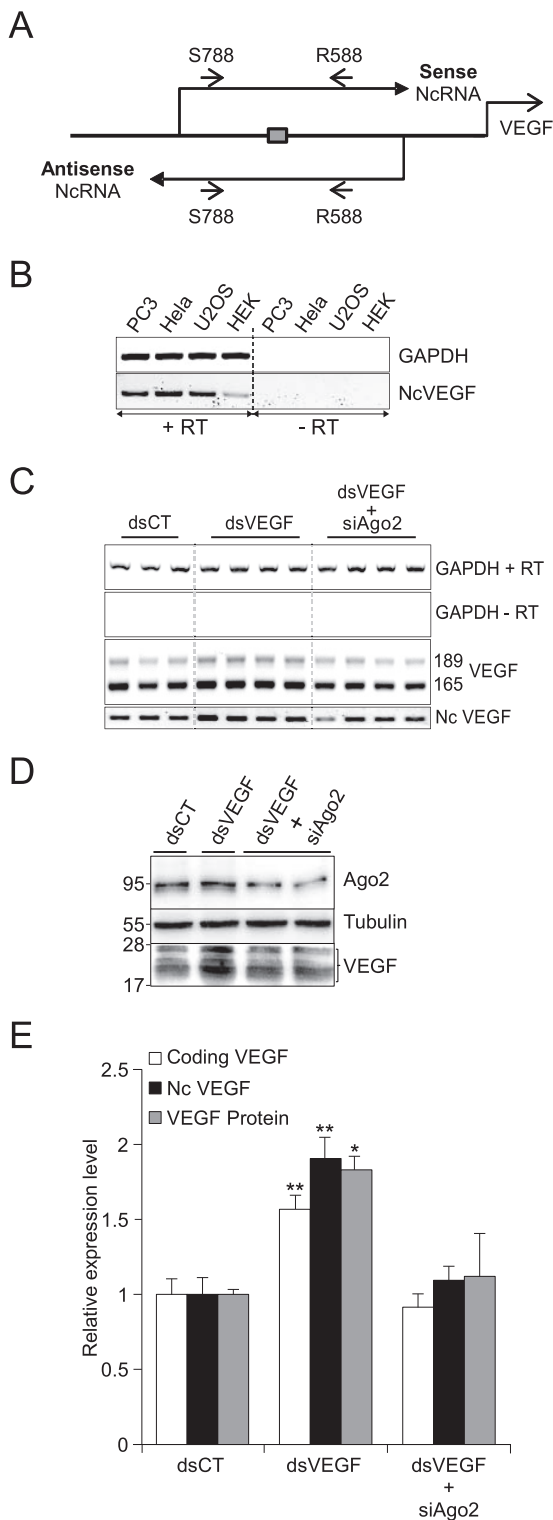 A
S788 R588 Sense
NcRNA
VEGF
Antisense
NcRNA
S788 R588
B
PC3 Hela U2OS HEK PC3 Hela U2OS HEK
GAPDH
NcVEGF
+ RT - RT
C
dsCT dsVEGF dsVEGF
+
siAgo2
GAPDH + RT
GAPDH - RT
189
VEGF
165
Nc VEGF
D
dsCT dsVEGF dsVEGF + siAgo2
95 Ago2
55 Tubulin
28
VEGF
17
E
Coding VEGF
Nc VEGF
VEGF Protein
Relative expression level
2.5
2
1.5
1
0.5
0
** ** *
dsCT dsVEGF dsVEGF
+
siAgo2